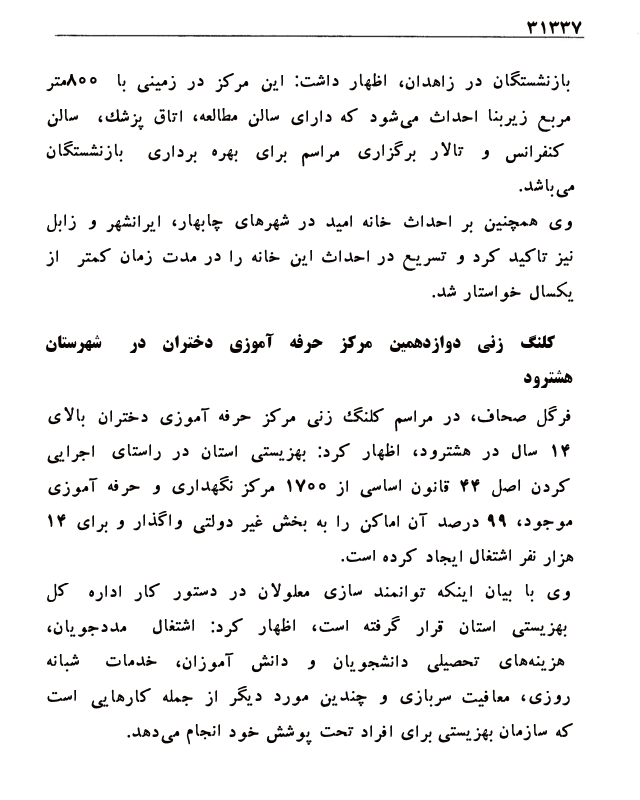 ۳۱۳۳۷
بازنشستگان در زاهدان، اظهار داشت: این مرکز در زمینی با ۸۰۰متر
مربع زیربنا احداث می‌شود که دارای سالن مطالعه، اتاق پزشك، سالن
کنفرانس و تالار برگزاری مراسم برای بهره برداری بازنشستگان
می‌باشد.
وی همچنین بر احداث خانه امید در شهرهای چابهار، ایرانشهر و زابل
نیز تاکید کرد و تسریع در احداث این خانه را در مدت زمان کمتر از
یکسال خواستار شد.
کلنگ زنی دوازدهمین مرکز حرفه آموزی دختران در شهرستان
هشترود
فرگل صحاف، در مراسم کلنگ زنی مرکز حرفه آموزی دختران بالای
۱۴ سال در هشترود، اظهار کرد: بهزیستی استان در راستای اجرایی
کردن اصل ۴۴ قانون اساسی از ۱۷۰۰ مرکز نگهداری و حرفه آموزی
موجود، ۹۹ درصد آن اماکن را به بخش غیر دولتی واگذار و برای ۱۴
هزار نفر اشتغال ایجاد کرده است.
وی با بیان اینکه توانمند سازی معلولان در دستور کار اداره کل
بهزیستی استان قرار گرفته است، اظهار کرد: اشتغال مددجویان،
هزینه‌های تحصیلی دانشجویان و دانش آموزان، خدمات شبانه
روزی، معافیت سربازی و چندین مورد دیگر از جمله کارهایی است
که سازمان بهزیستی برای افراد تحت پوشش خود انجام می‌دهد.